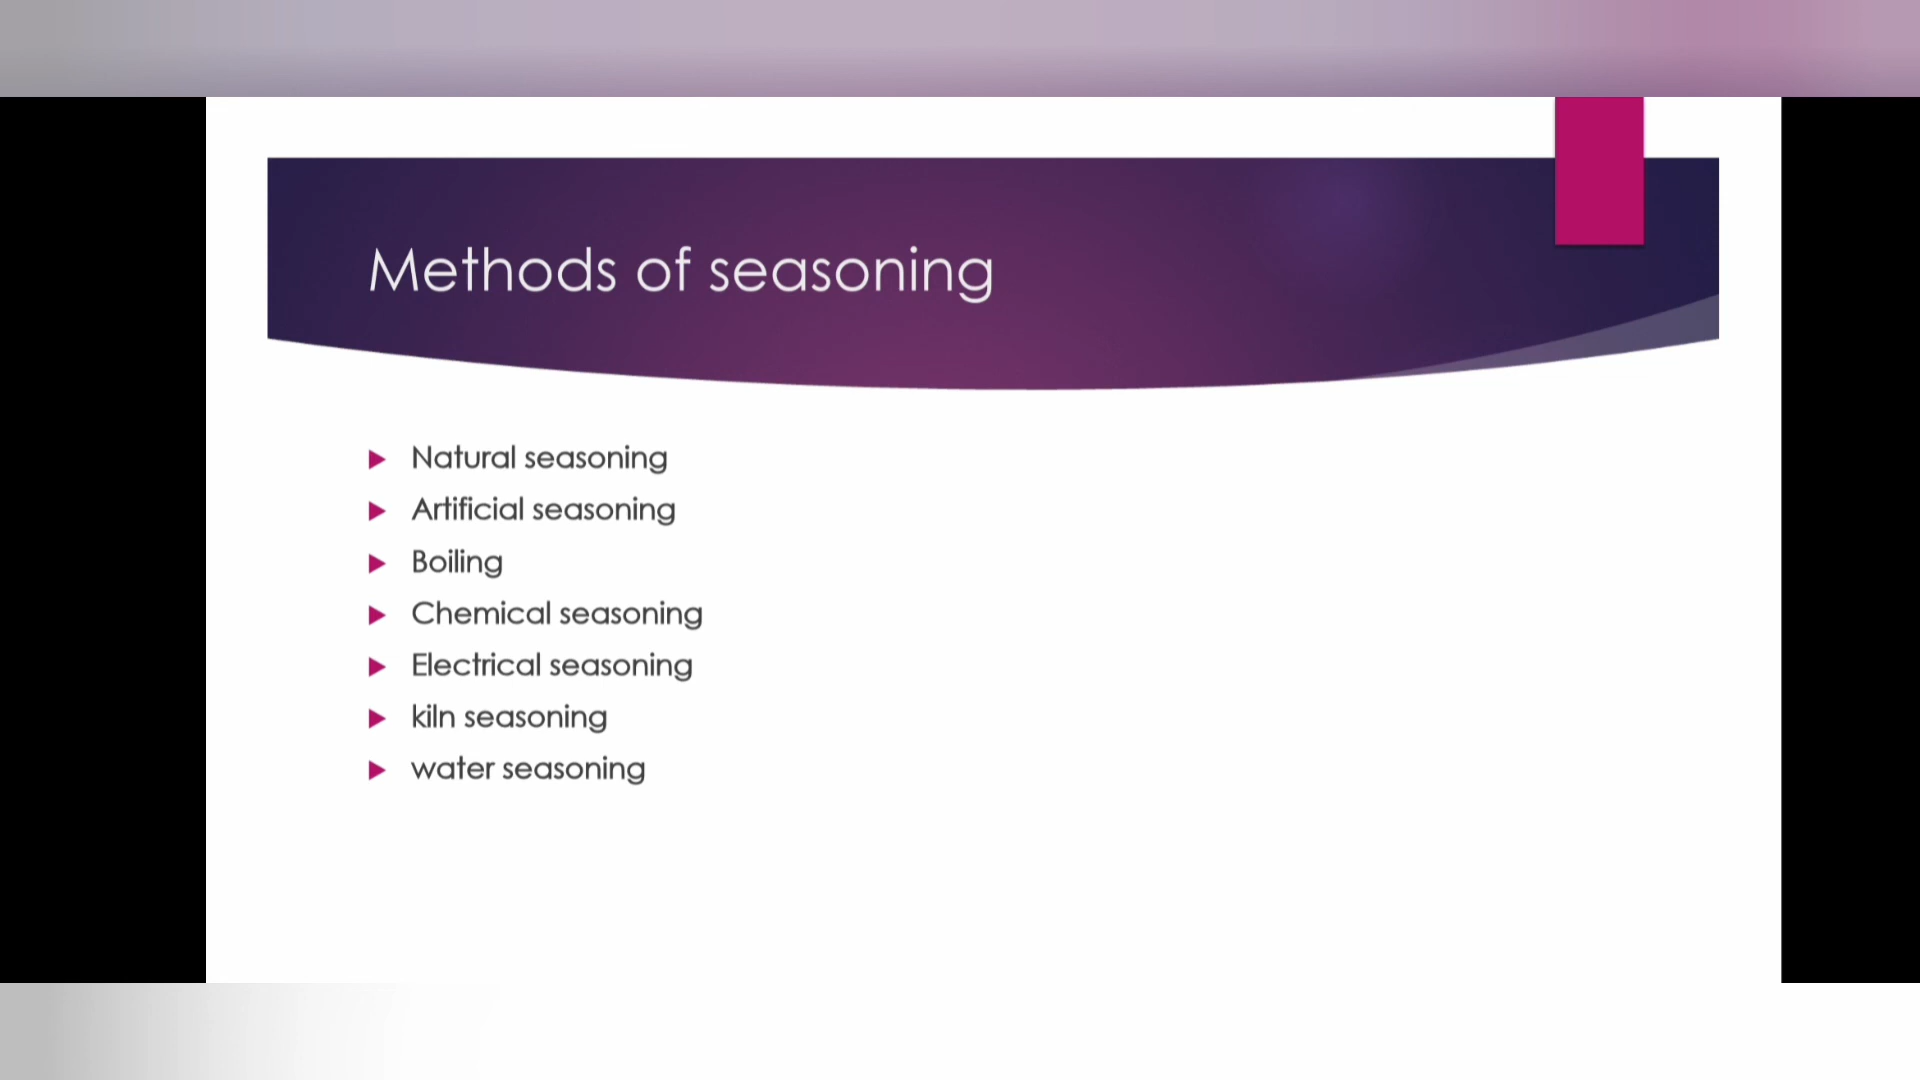 Methods of seasoning
Natural seasoning
Artificial seasoning
Boiling
Chemical seasoning
Electrical seasoning
kiln seasoning
water seasoning